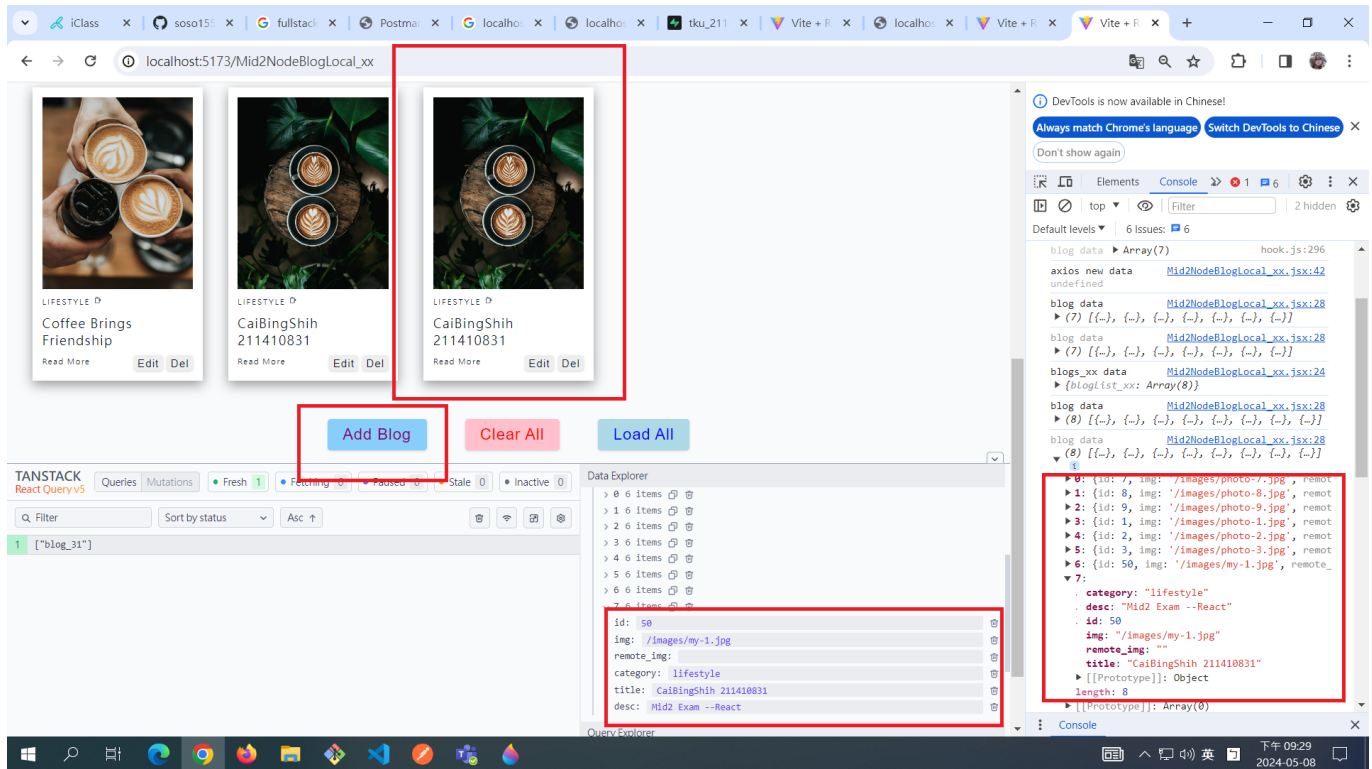 iClass
soso155
fullstack
Postmar
localhos
localhos
tku_211
Vite + R
localhos
Vite + R
Vite + R
localhost:5173/Mid2NodeBlogLocal_xx
LIFESTYLE
Coffee Brings
Friendship
Read More
Edit Del
LIFESTYLE
CaiBingShih
211410831
Read More
Edit Del
LIFESTYLE
CaiBingShih
211410831
Read More
Edit Del
Add Blog Clear All Load All
TANSTACK
React Query v5
Queries Mutations Fresh 1 Fetching 0 Paused 0 Stale 0 Inactive 0
Filter Sort by status Asc ↑
1 ["blog_31"]
Data Explorer
> 0 6 items
> 1 6 items
> 2 6 items
> 3 6 items
> 4 6 items
> 5 6 items
> 6 6 items
7 6 items
id: 50
img: /images/my-1.jpg
remote_img:
category: lifestyle
title: CaiBingShih 211410831
desc: Mid2 Exam --React
Query Explorer
DevTools is now available in Chinese!
Always match Chrome's language Switch DevTools to Chinese
Don't show again
Elements Console 1 6
top Filter 2 hidden
Default levels 6 Issues: 6
blog data ▶ Array(7) hook.js:296
axios new data Mid2NodeBlogLocal_xx.jsx:42
undefined
blog data Mid2NodeBlogLocal_xx.jsx:28
▶ (7) [{…}, {…}, {…}, {…}, {…}, {…}, {…}]
blog data Mid2NodeBlogLocal_xx.jsx:28
▶ (7) [{…}, {…}, {…}, {…}, {…}, {…}, {…}]
blogs_xx data Mid2NodeBlogLocal_xx.jsx:24
▶ {blogList_xx: Array(8)}
blog data Mid2NodeBlogLocal_xx.jsx:28
▶ (8) [{…}, {…}, {…}, {…}, {…}, {…}, {…}, {…}]
blog data Mid2NodeBlogLocal_xx.jsx:28
▼ (8) [{…}, {…}, {…}, {…}, {…}, {…}, {…}, {…}]
i
▶ 0: {id: 7, img: '/images/photo-7.jpg', remot
▶ 1: {id: 8, img: '/images/photo-8.jpg', remot
▶ 2: {id: 9, img: '/images/photo-9.jpg', remot
▶ 3: {id: 1, img: '/images/photo-1.jpg', remot
▶ 4: {id: 2, img: '/images/photo-2.jpg', remot
▶ 5: {id: 3, img: '/images/photo-3.jpg', remot
▶ 6: {id: 50, img: '/images/my-1.jpg', remote_
▼ 7:
category: "lifestyle"
desc: "Mid2 Exam --React"
id: 50
img: "/images/my-1.jpg"
remote_img: ""
title: "CaiBingShih 211410831"
▶ [[Prototype]]: Object
length: 8
▶ [[Prototype]]: Array(0)
Console
英
下午 09:29
2024-05-08